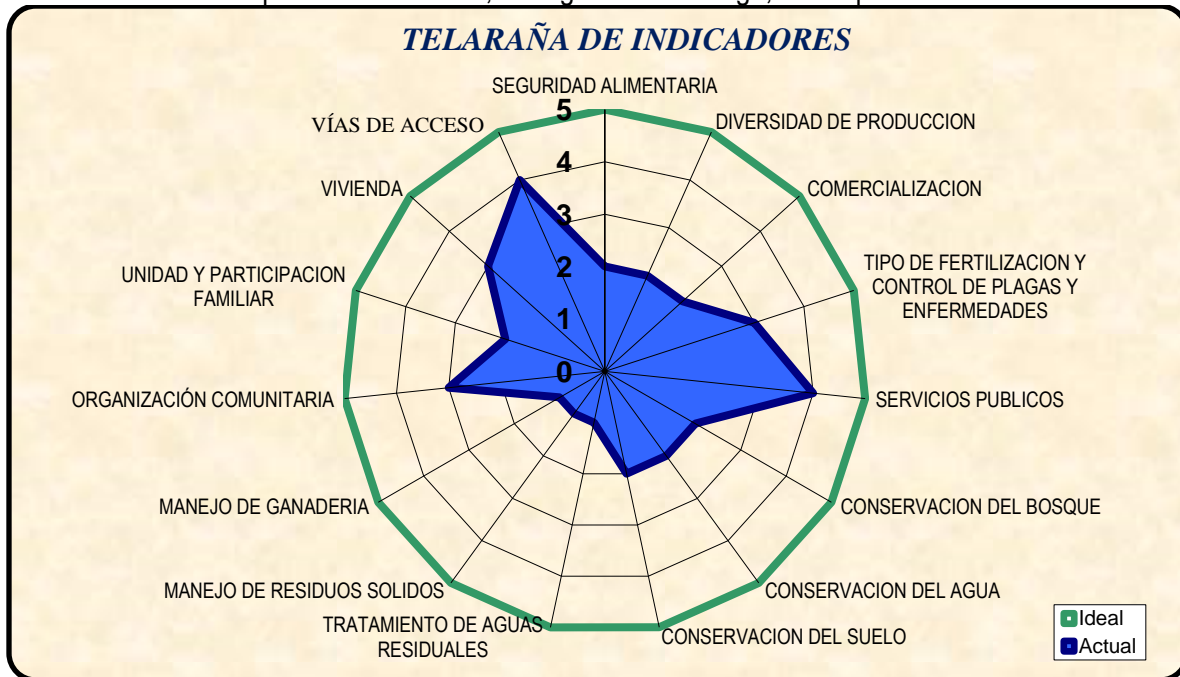 TELARAÑA DE INDICADORES
SEGURIDAD ALIMENTARIA
DIVERSIDAD DE PRODUCCION
COMERCIALIZACION
TIPO DE FERTILIZACION Y
CONTROL DE PLAGAS Y
ENFERMEDADES
SERVICIOS PUBLICOS
CONSERVACION DEL BOSQUE
CONSERVACION DEL AGUA
CONSERVACION DEL SUELO
TRATAMIENTO DE AGUAS
RESIDUALES
MANEJO DE RESIDUOS SOLIDOS
MANEJO DE GANADERIA
ORGANIZACIÓN COMUNITARIA
UNIDAD Y PARTICIPACION
FAMILIAR
VIVIENDA
VÍAS DE ACCESO
5
4
3
2
1
0
Ideal
Actual